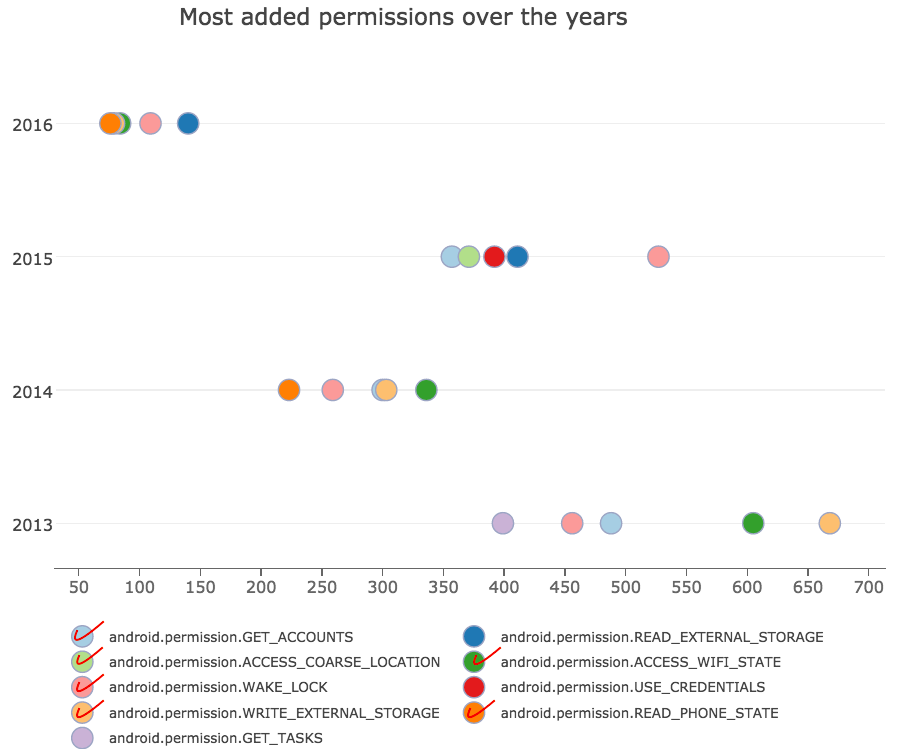 Most added permissions over the years
2016
2015
2014
2013
50 100 150 200 250 300 350 400 450 500 550 600 650 700
android.permission.GET_ACCOUNTS android.permission.READ_EXTERNAL_STORAGE
android.permission.ACCESS_COARSE_LOCATION android.permission.ACCESS_WIFI_STATE
android.permission.WAKE_LOCK android.permission.USE_CREDENTIALS
android.permission.WRITE_EXTERNAL_STORAGE android.permission.READ_PHONE_STATE
android.permission.GET_TASKS